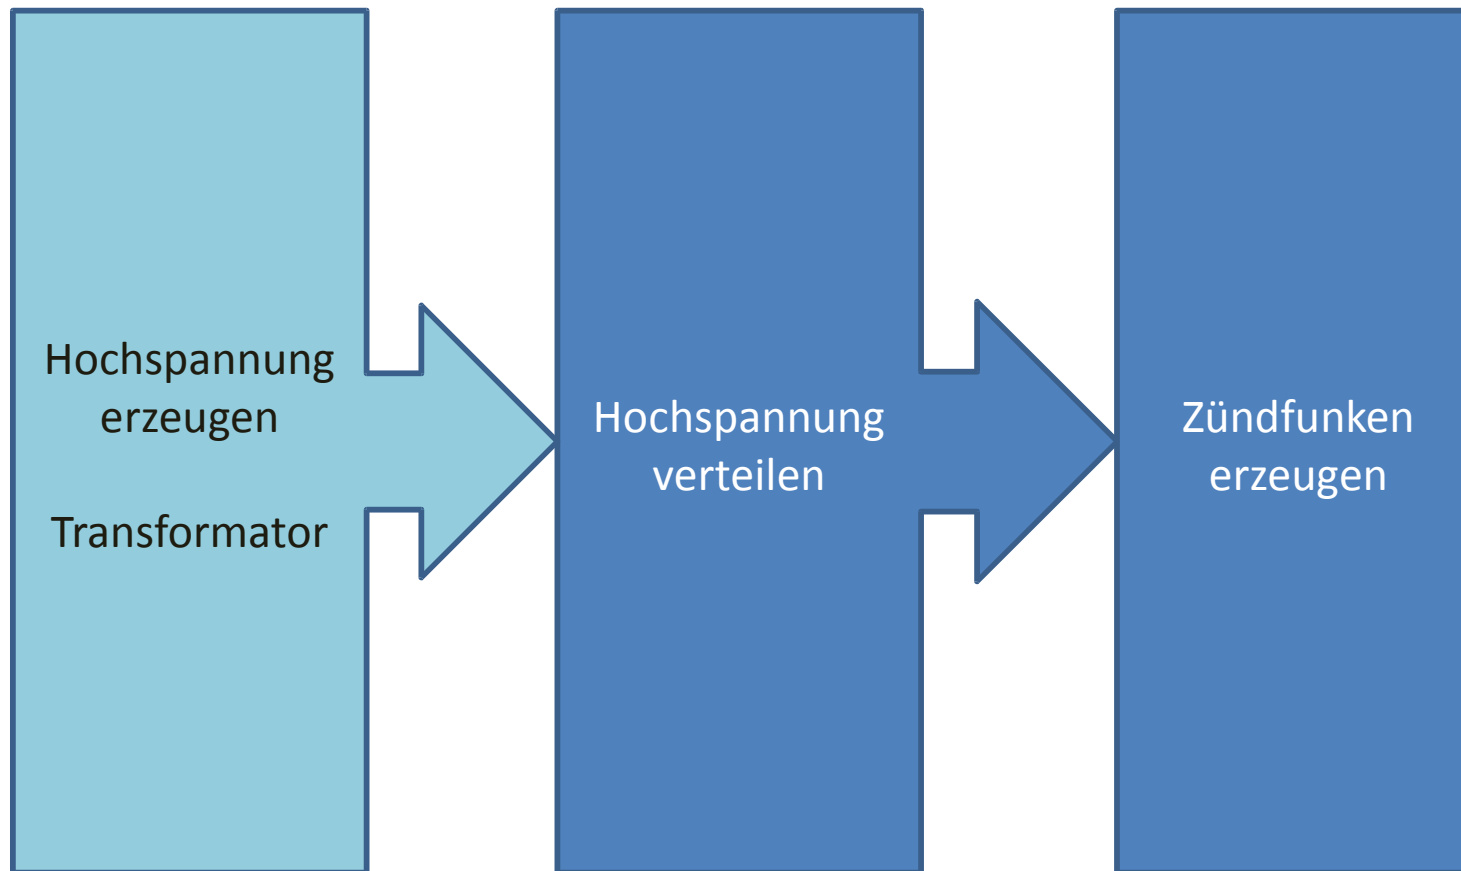 Hochspannung
erzeugen
Transformator
Hochspannung
verteilen
Zündfunken
erzeugen